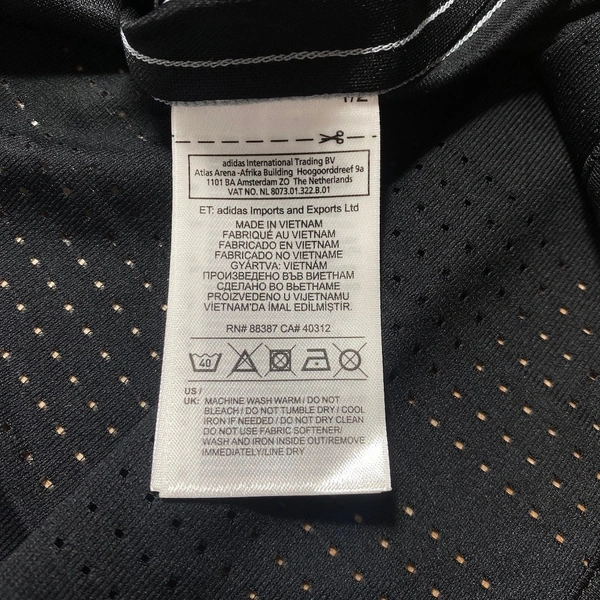 1/2
adidas International Trading BV
Atlas Arena -Afrika Building Hoogoorddreef 9a
1101 BA Amsterdam ZO The Netherlands
VAT NO. NL 8073.01.322.B.01
ET: adidas Imports and Exports Ltd
MADE IN VIETNAM
FABRIQUÉ AU VIETNAM
FABRICADO EN VIETNAM
FABRICADO NO VIETNAME
GYÁRTVA: VIETNÁM
ПРОИЗВЕДЕНО ВЪВ ВИЕТНАМ
СДЕЛАНО ВО ВЬЕТНАМЕ
PROIZVEDENO U VIJETNAMU
VİETNAM'DA İMAL EDİLMİŞTİR.
RN# 88387 CA# 40312
40
US /
UK: MACHINE WASH WARM / DO NOT
BLEACH / DO NOT TUMBLE DRY / COOL
IRON IF NEEDED / DO NOT DRY CLEAN
DO NOT USE FABRIC SOFTENER/
WASH AND IRON INSIDE OUT/REMOVE
IMMEDIATELY/LINE DRY